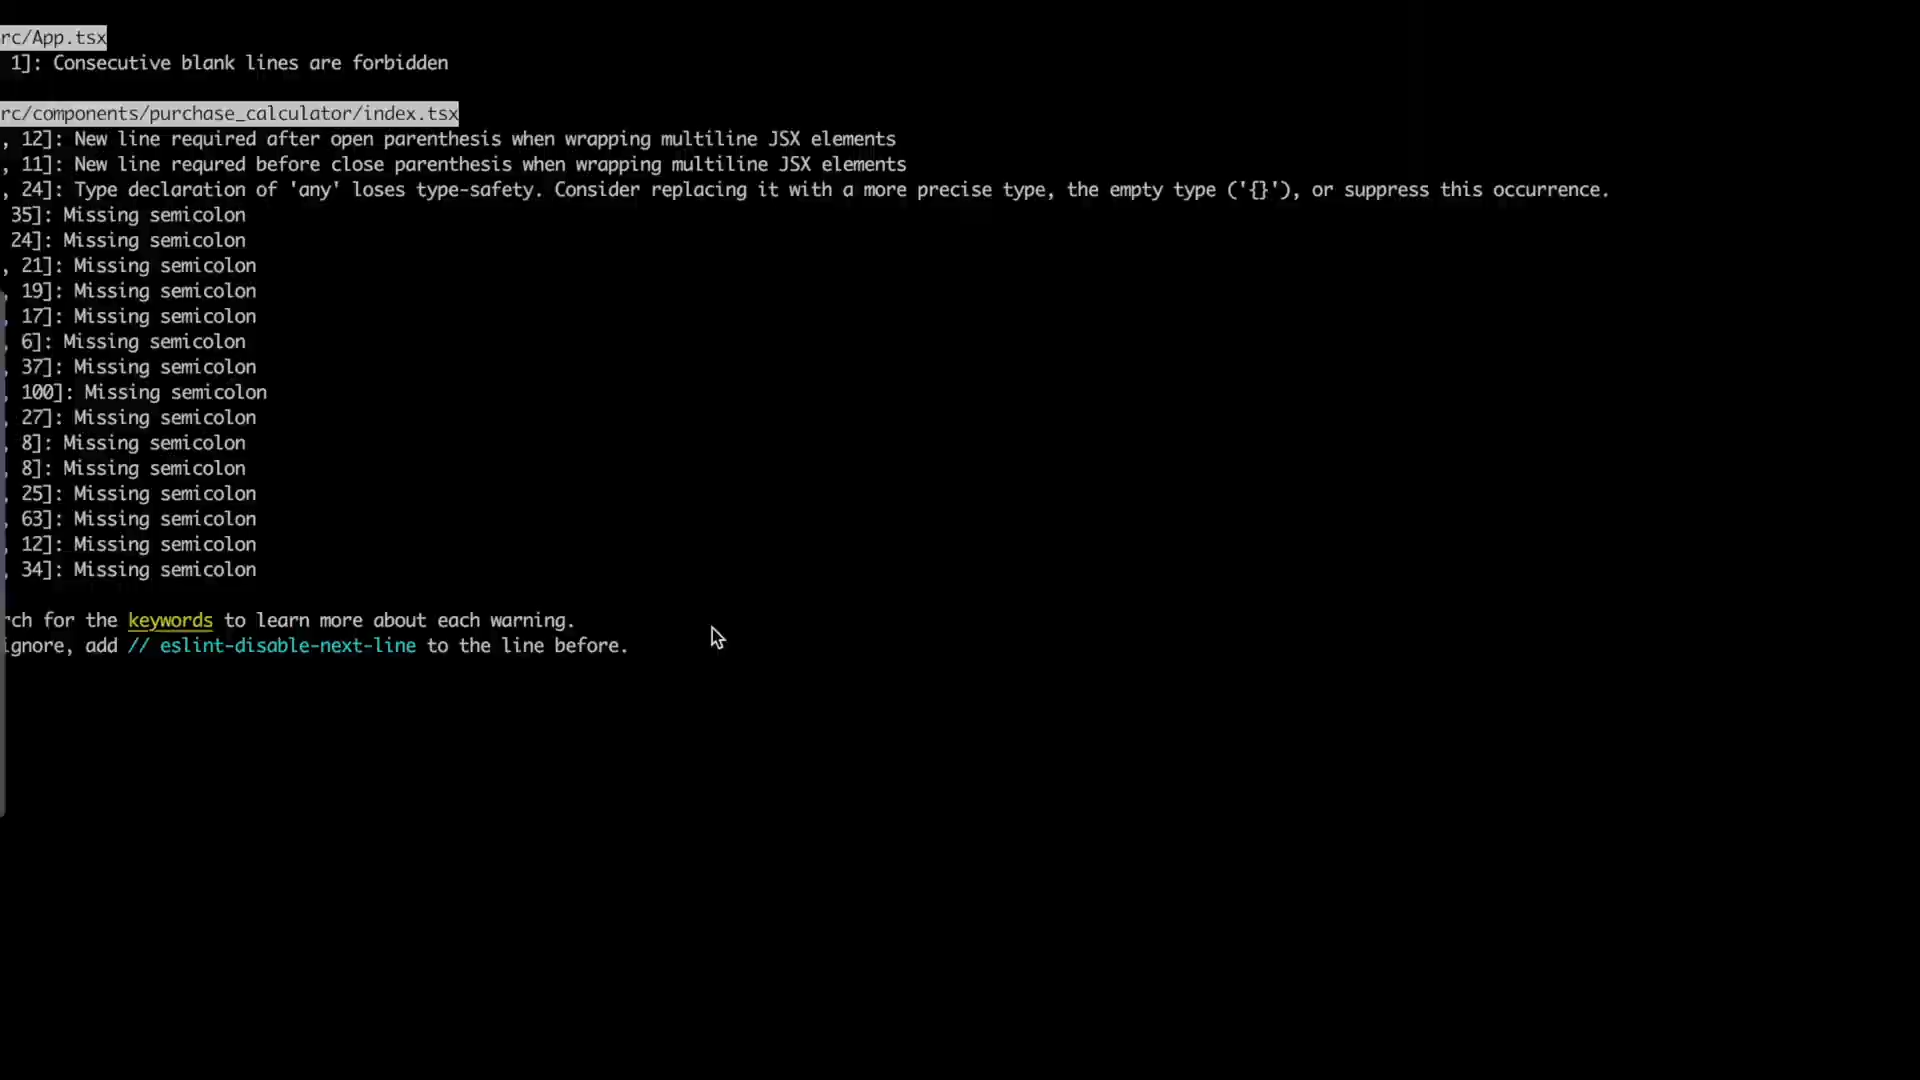 rc/App.tsx
1]: Consecutive blank lines are forbidden
rc/components/purchase_calculator/index.tsx
, 12]: New line required after open parenthesis when wrapping multiline JSX elements
, 11]: New line requred before close parenthesis when wrapping multiline JSX elements
, 24]: Type declaration of 'any' loses type-safety. Consider replacing it with a more precise type, the empty type ('{}'), or suppress this occurrence.
35]: Missing semicolon
24]: Missing semicolon
, 21]: Missing semicolon
, 19]: Missing semicolon
, 17]: Missing semicolon
, 6]: Missing semicolon
, 37]: Missing semicolon
, 100]: Missing semicolon
, 27]: Missing semicolon
, 8]: Missing semicolon
, 8]: Missing semicolon
, 25]: Missing semicolon
, 63]: Missing semicolon
, 12]: Missing semicolon
, 34]: Missing semicolon
rch for the keywords to learn more about each warning.
ignore, add // eslint-disable-next-line to the line before.